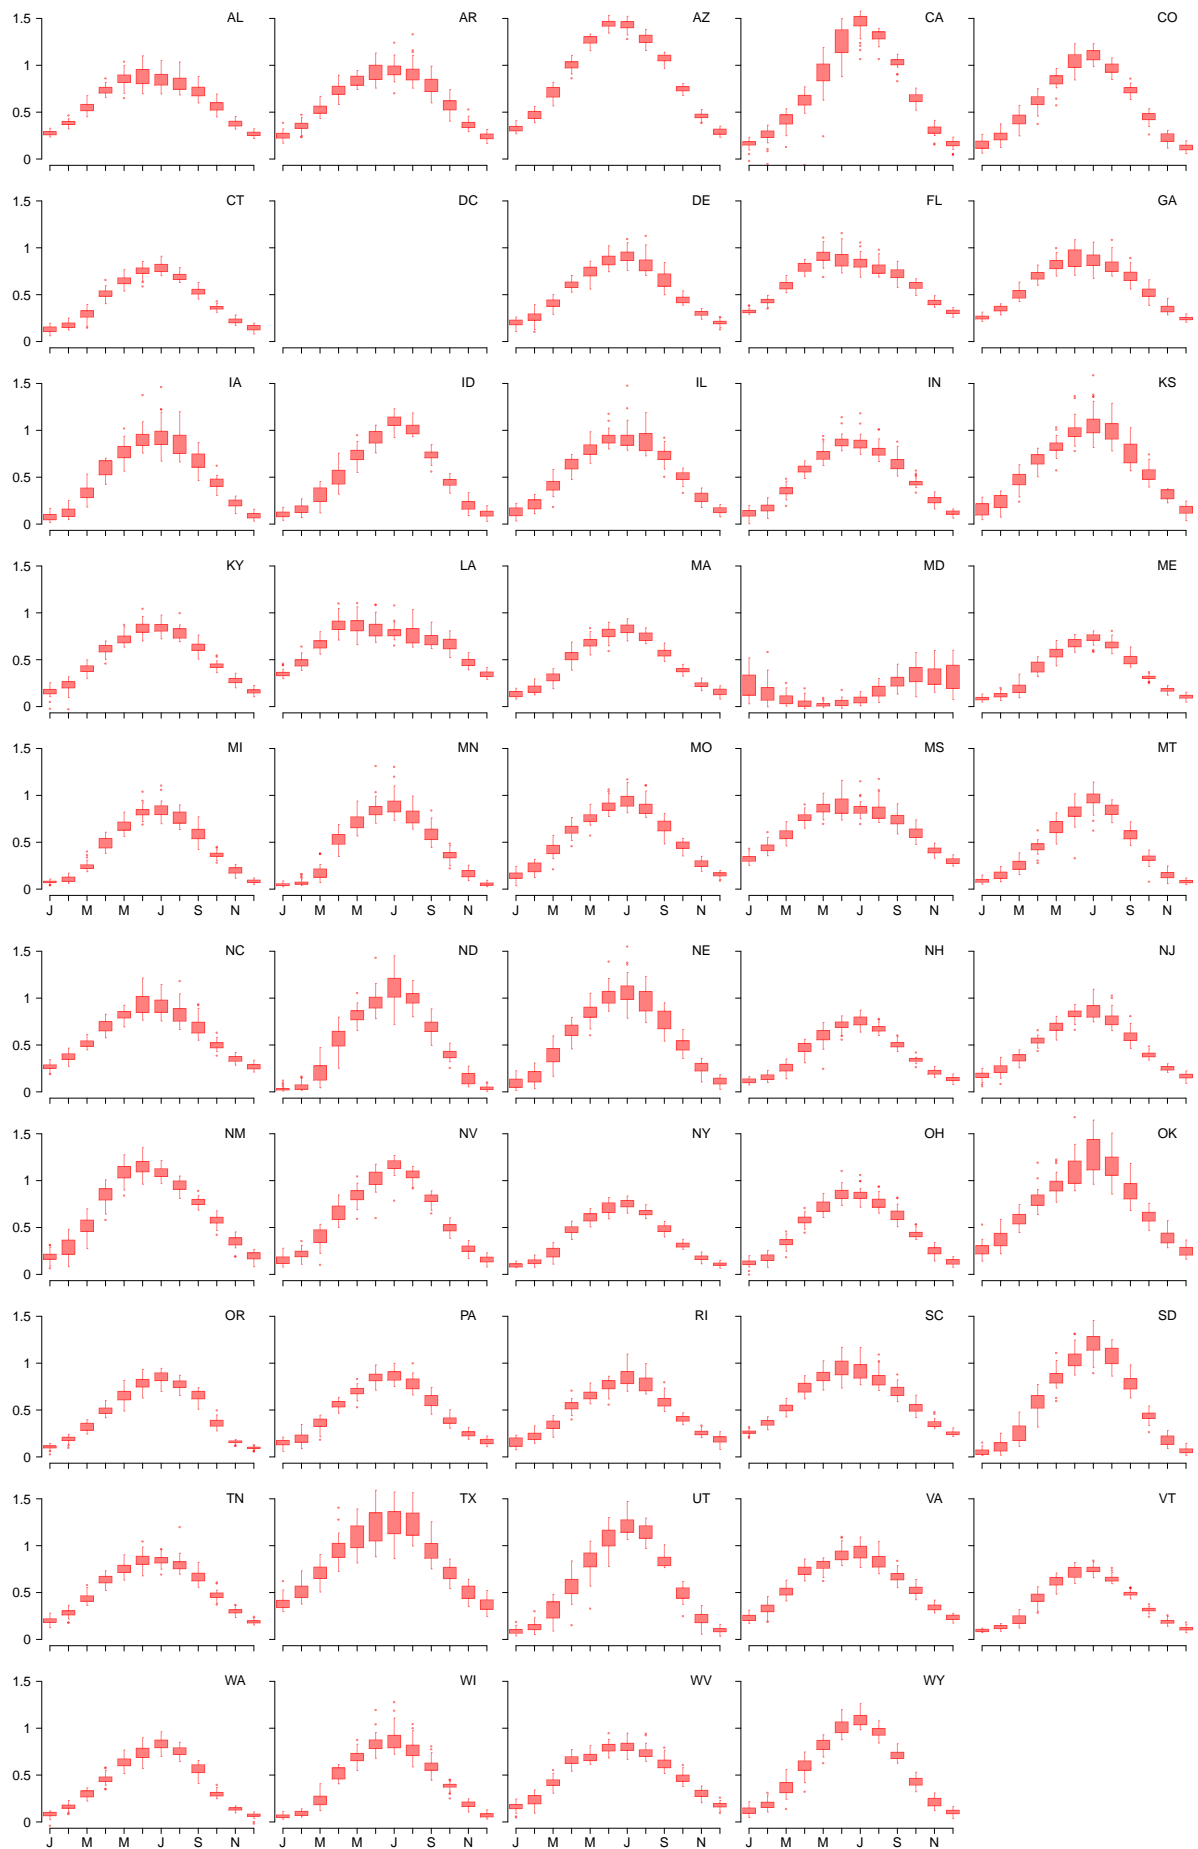 1.5 AL AR AZ CA CO
1
0.5
0
1.5 CT DC DE FL GA
1
0.5
0
1.5 IA ID IL IN KS
1
0.5
0
1.5 KY LA MA MD ME
1
0.5
0
1.5 MI MN MO MS MT
1
0.5
0
J M M J S N J M M J S N J M M J S N J M M J S N J M M J S N
1.5 NC ND NE NH NJ
1
0.5
0
1.5 NM NV NY OH OK
1
0.5
0
1.5 OR PA RI SC SD
1
0.5
0
1.5 TN TX UT VA VT
1
0.5
0
1.5 WA WI WV WY
1
0.5
0
J M M J S N J M M J S N J M M J S N J M M J S N